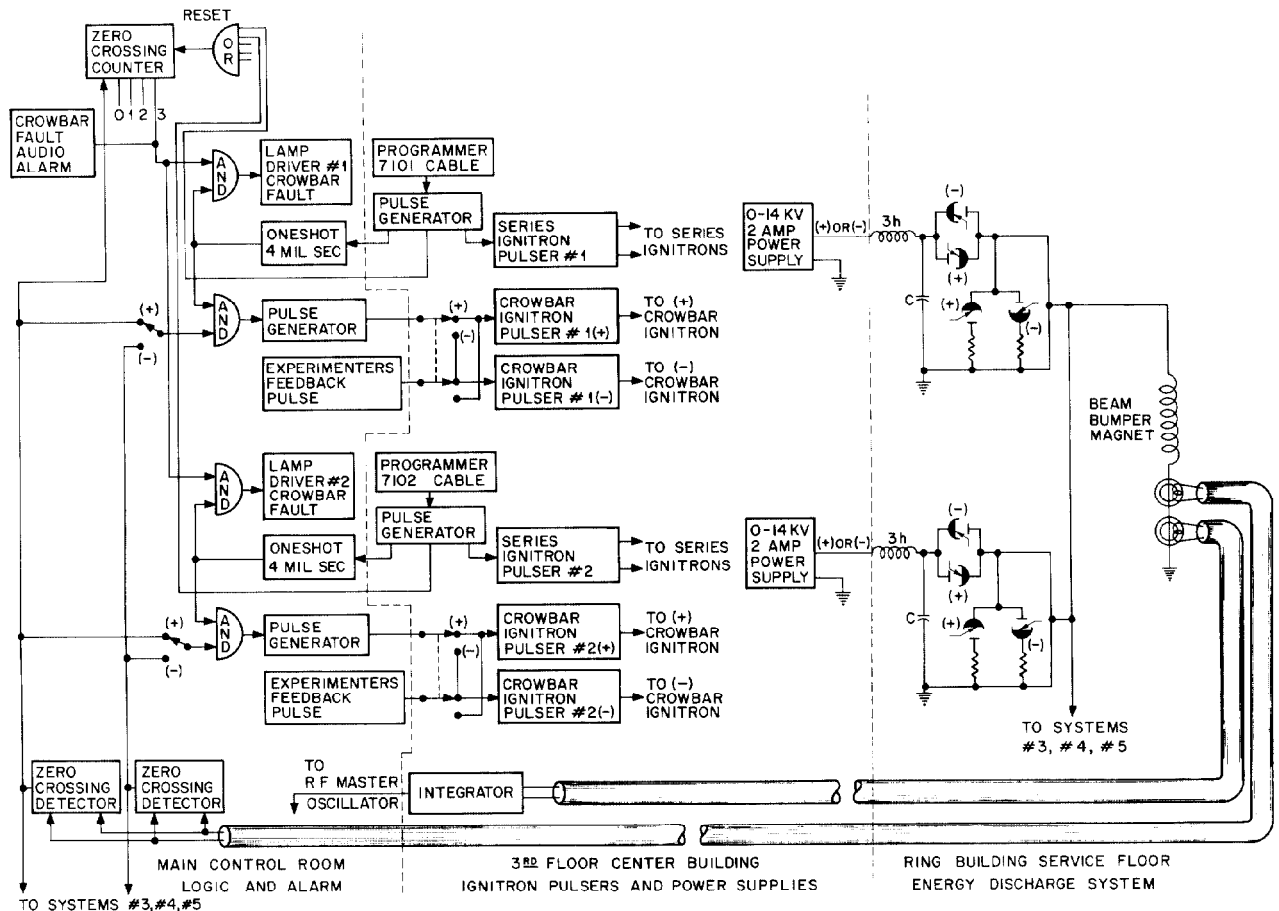 RESET
ZERO
CROSSING
COUNTER
OR
0 1 2 3
CROWBAR
FAULT
AUDIO
ALARM
AND
LAMP
DRIVER #1
CROWBAR
FAULT
PROGRAMMER
7101 CABLE
PULSE
GENERATOR
ONESHOT
4 MIL SEC
SERIES
IGNITRON
PULSER #1
TO SERIES
IGNITRONS
0-14 KV
2 AMP
POWER
SUPPLY
(+)OR(-)
3h
(-)
(+)
C
(+)
(-)
(+)
(-)
AND
PULSE
GENERATOR
(+)
(-)
CROWBAR
IGNITRON
PULSER #1(+)
TO (+)
CROWBAR
IGNITRON
EXPERIMENTERS
FEEDBACK
PULSE
CROWBAR
IGNITRON
PULSER #1(-)
TO (-)
CROWBAR
IGNITRON
BEAM
BUMPER
MAGNET
AND
LAMP
DRIVER #2
CROWBAR
FAULT
PROGRAMMER
7102 CABLE
PULSE
GENERATOR
ONESHOT
4 MIL SEC
SERIES
IGNITRON
PULSER #2
TO SERIES
IGNITRONS
0-14 KV
2 AMP
POWER
SUPPLY
(+)OR(-)
3h
(-)
(+)
C
(+)
(-)
(+)
(-)
AND
PULSE
GENERATOR
(+)
(-)
CROWBAR
IGNITRON
PULSER #2(+)
TO (+)
CROWBAR
IGNITRON
EXPERIMENTERS
FEEDBACK
PULSE
CROWBAR
IGNITRON
PULSER #2(-)
TO (-)
CROWBAR
IGNITRON
TO SYSTEMS
#3, #4, #5
ZERO
CROSSING
DETECTOR
ZERO
CROSSING
DETECTOR
TO
RF MASTER
OSCILLATOR
INTEGRATOR
MAIN CONTROL ROOM
LOGIC AND ALARM
3RD FLOOR CENTER BUILDING
IGNITRON PULSERS AND POWER SUPPLIES
RING BUILDING SERVICE FLOOR
ENERGY DISCHARGE SYSTEM
TO SYSTEMS #3,#4,#5